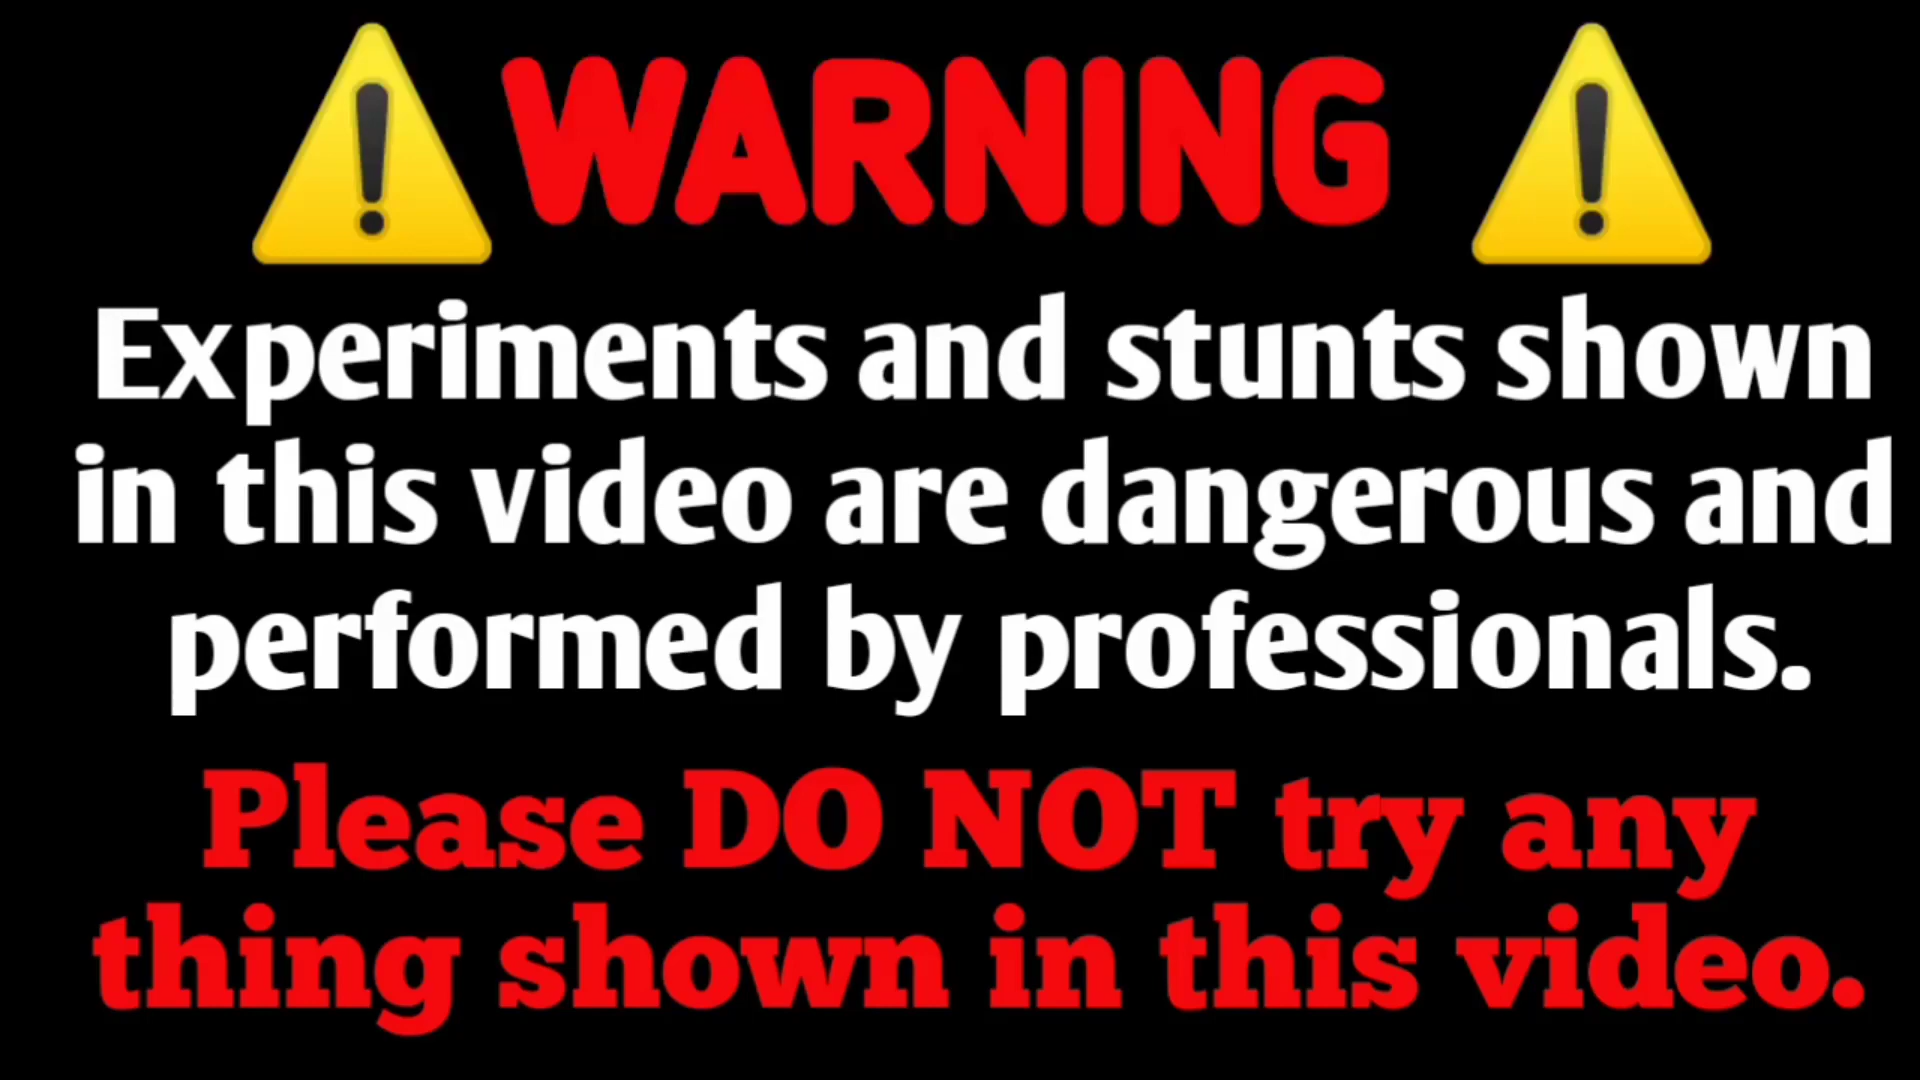 WARNING
Experiments and stunts shown
in this video are dangerous and
performed by professionals.
Please DO NOT try any
thing shown in this video.